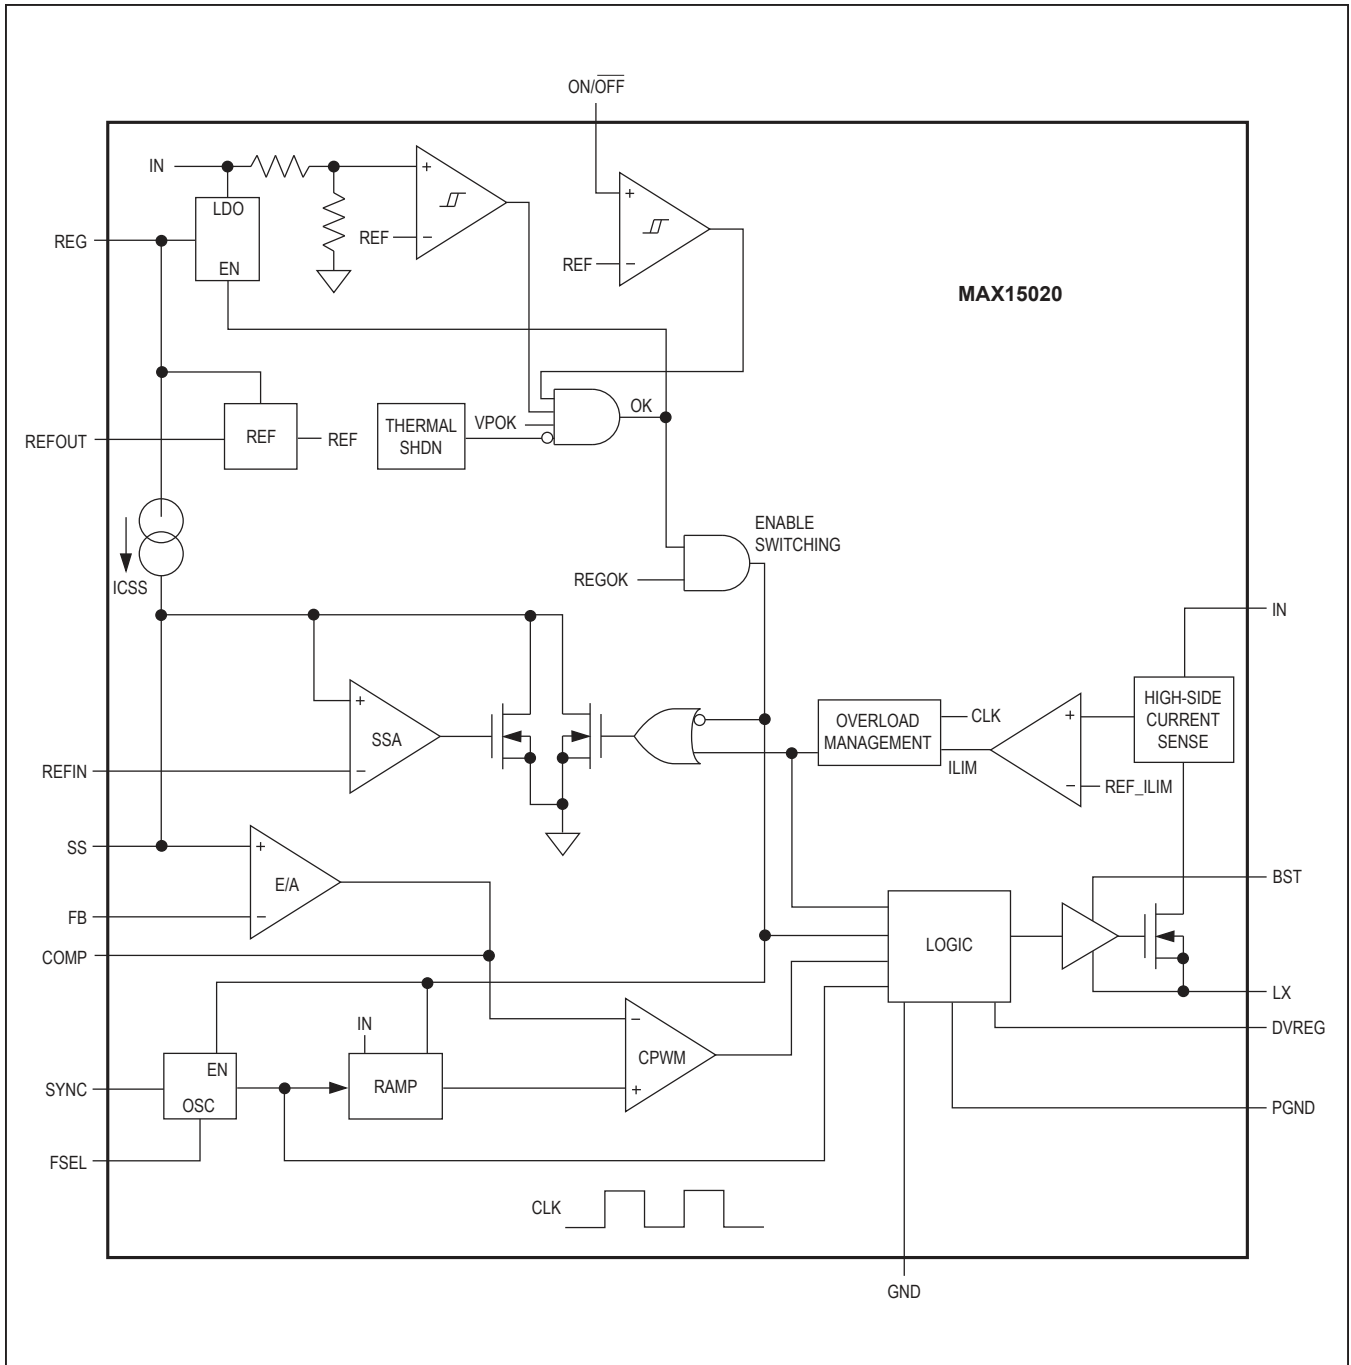 ON/OFF
IN
+
LDO
REF
−
EN
REG
+
REF
−
MAX15020
OK
VPOK
THERMAL
SHDN
REFOUT
REF
REF
ENABLE
SWITCHING
REGOK
ICSS
IN
+
SSA
−
REFIN
OVERLOAD
MANAGEMENT
CLK
ILIM
+
−
REF_ILIM
HIGH-SIDE
CURRENT
SENSE
SS
+
E/A
−
FB
COMP
BST
LOGIC
LX
DVREG
IN
−
CPWM
+
EN
OSC
RAMP
SYNC
PGND
FSEL
CLK
GND